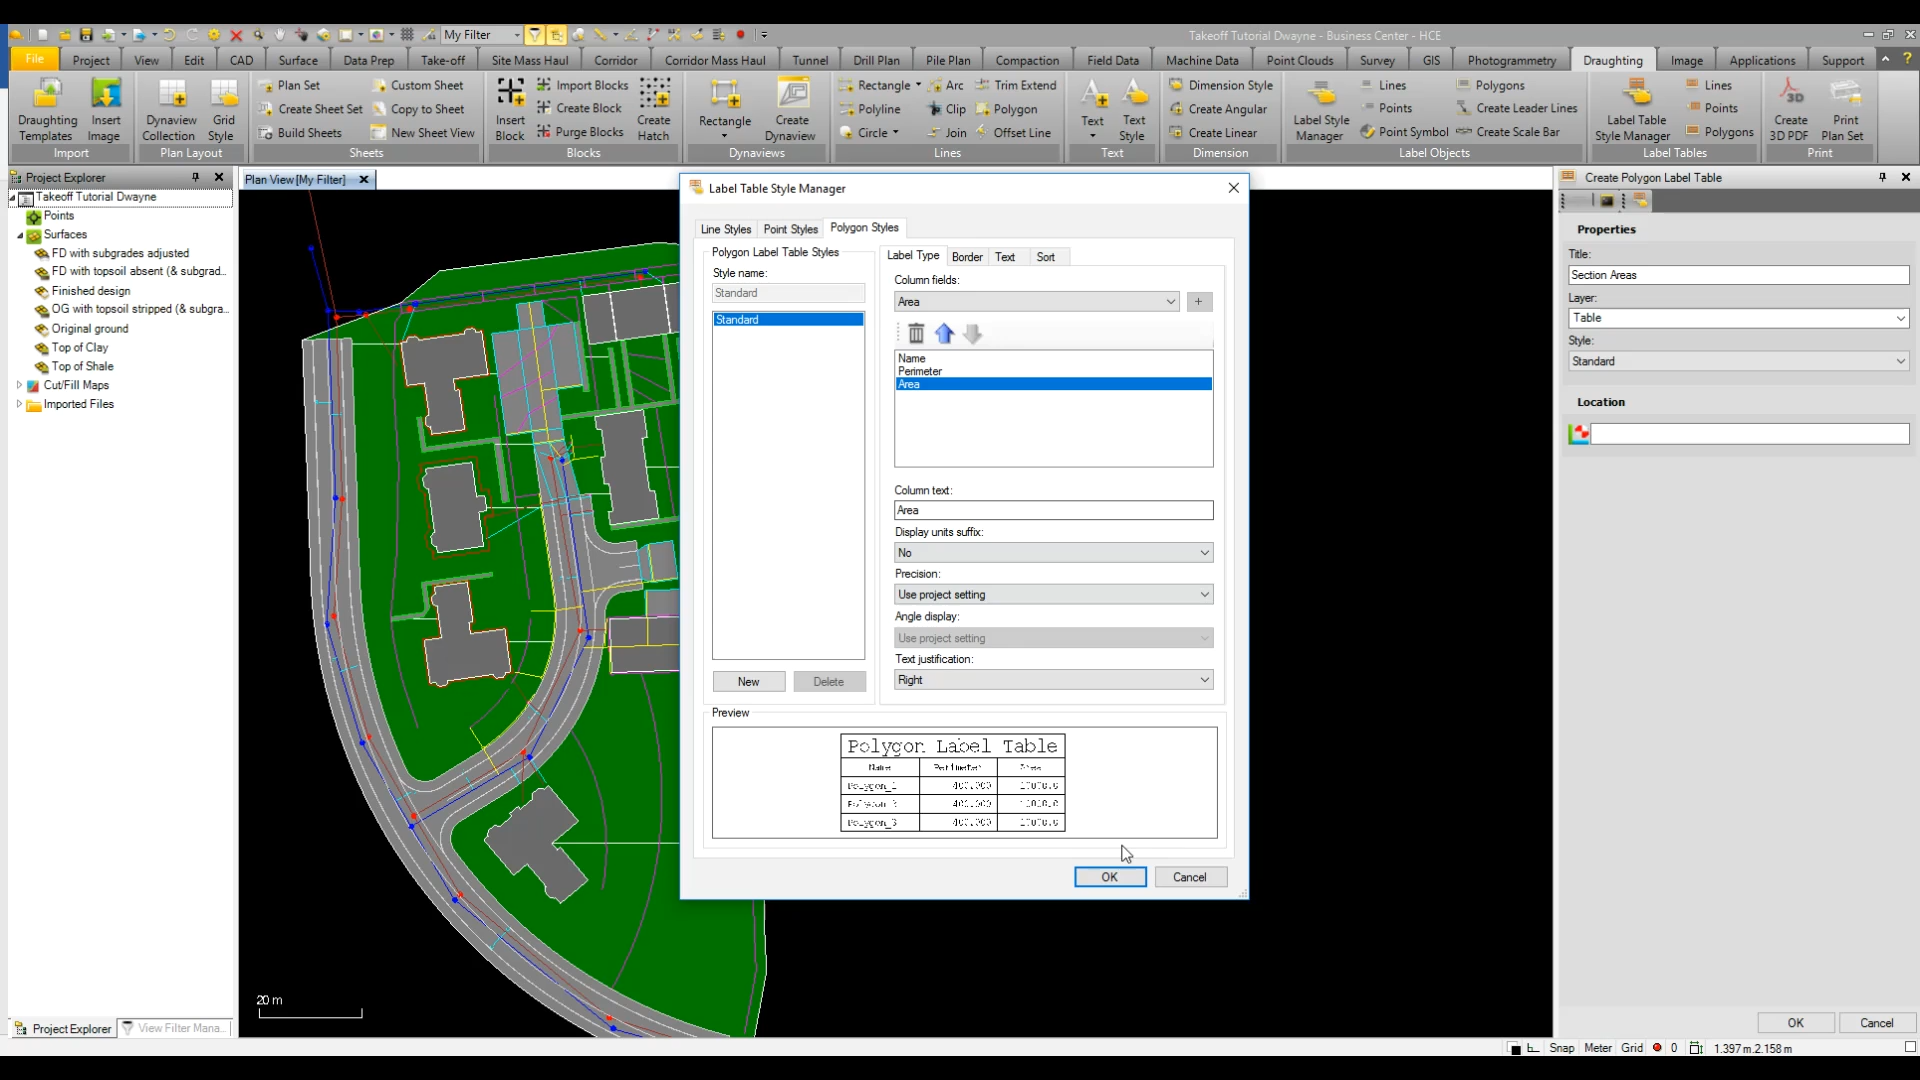 My Filter
Takeoff Tutorial Dwayne - Business Center - HCE
File Project View Edit CAD Surface Data Prep Take-off Site Mass Haul Corridor Corridor Mass Haul Tunnel Drill Plan Pile Plan Compaction Field Data Machine Data Point Clouds Survey GIS Photogrammetry Draughting Image Applications Support
Draughting Templates
Insert Image
Import
Dynaview Collection
Grid Style
Plan Layout
Plan Set
Create Sheet Set
Build Sheets
Custom Sheet
Copy to Sheet
New Sheet View
Sheets
Insert Block
Import Blocks
Create Block
Purge Blocks
Create Hatch
Blocks
Rectangle
Create Dynaview
Dynaviews
Rectangle
Polyline
Circle
Arc
Clip
Join
Trim Extend
Polygon
Offset Line
Lines
Text
Text Style
Text
Dimension Style
Create Angular
Create Linear
Dimension
Label Style Manager
Lines
Points
Point Symbol
Polygons
Create Leader Lines
Create Scale Bar
Label Objects
Label Table Style Manager
Lines
Points
Polygons
Label Tables
Create 3D PDF
Print Plan Set
Print
Project Explorer
Takeoff Tutorial Dwayne
Points
Surfaces
FD with subgrades adjusted
FD with topsoil absent (& subgrad...
Finished design
OG with topsoil stripped (& subgra...
Original ground
Top of Clay
Top of Shale
Cut/Fill Maps
Imported Files
Project Explorer
View Filter Mana...
Plan View[My Filter]
20 m
Label Table Style Manager
Line Styles Point Styles Polygon Styles
Polygon Label Table Styles
Style name:
Standard
Standard
New
Delete
Label Type Border Text Sort
Column fields:
Area
+
Name
Perimeter
Area
Column text:
Area
Display units suffix:
No
Precision:
Use project setting
Angle display:
Use project setting
Text justification:
Right
Preview
Polygon Label Table
Name Perimeter Area
Polygon_1
Polygon_2
Polygon_3
OK
Cancel
Create Polygon Label Table
Properties
Title:
Section Areas
Layer:
Table
Style:
Standard
Location
OK
Cancel
Snap Meter Grid 0 1.397 m.2.158 m